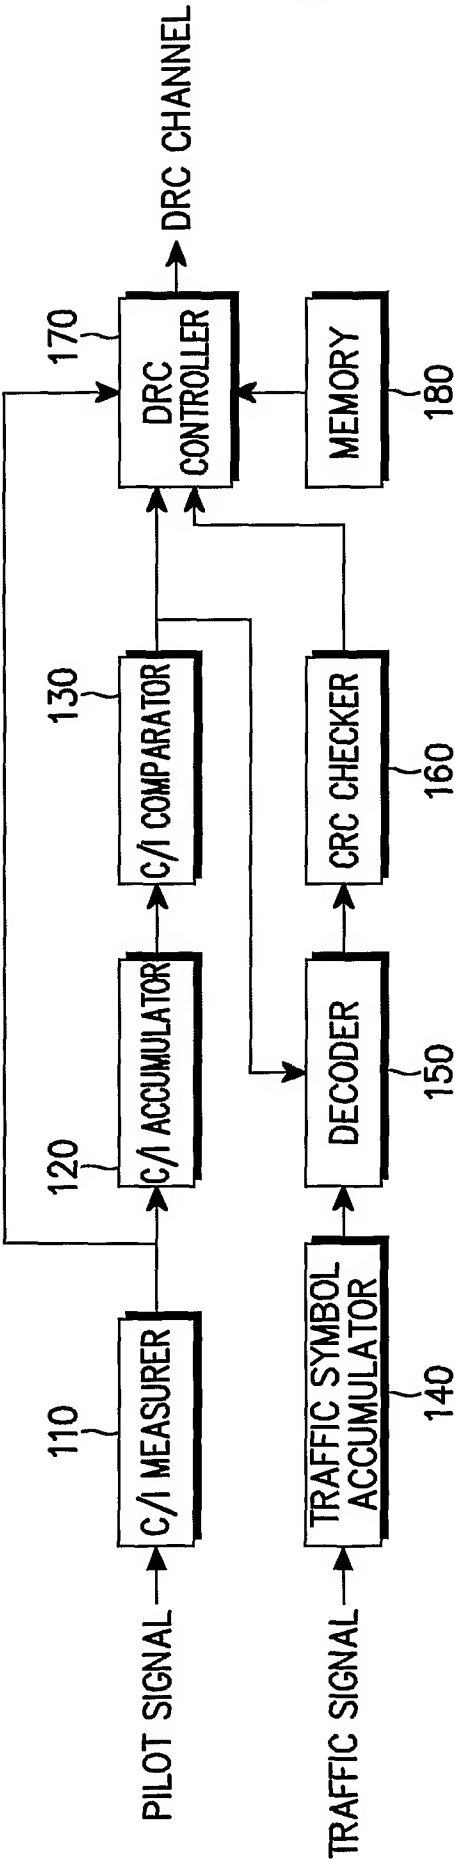 110
120
130
170
PILOT SIGNAL
C/I MEASURER
C/I ACCUMULATOR
C/I COMPARATOR
DRC
CONTROLLER
DRC CHANNEL
TRAFFIC SIGNAL
TRAFFIC SYMBOL
ACCUMULATOR
DECODER
CRC CHECKER
MEMORY
140
150
160
180